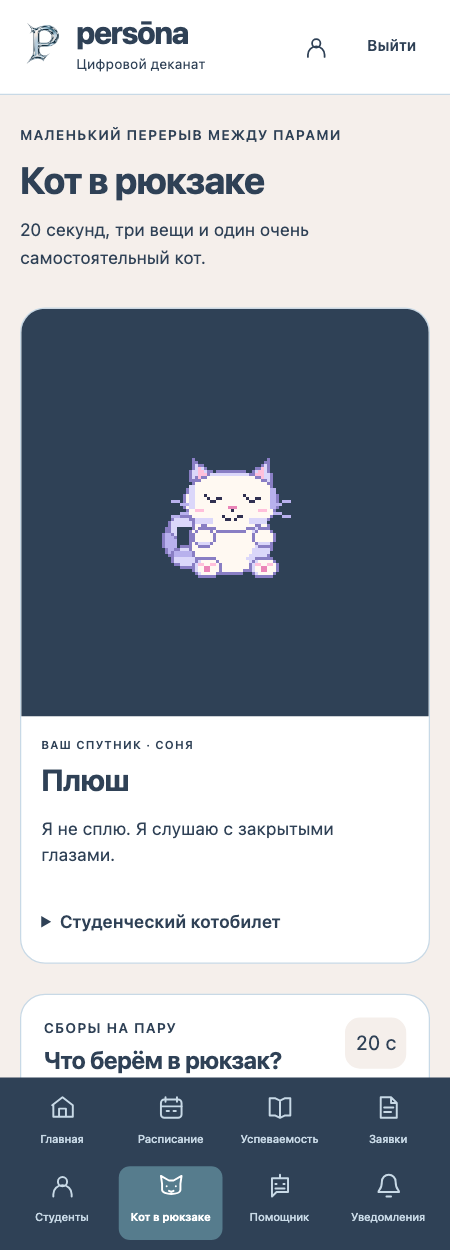 persōna
Цифровой деканат
Выйти
МАЛЕНЬКИЙ ПЕРЕРЫВ МЕЖДУ ПАРАМИ
Кот в рюкзаке
20 секунд, три вещи и один очень
самостоятельный кот.
ВАШ СПУТНИК · СОНЯ
Плюш
Я не сплю. Я слушаю с закрытыми
глазами.
Студенческий котобилет
СБОРЫ НА ПАРУ
20 с
Что берём в рюкзак?
Главная
Расписание
Успеваемость
Заявки
Студенты
Кот в рюкзаке
Помощник
Уведомления